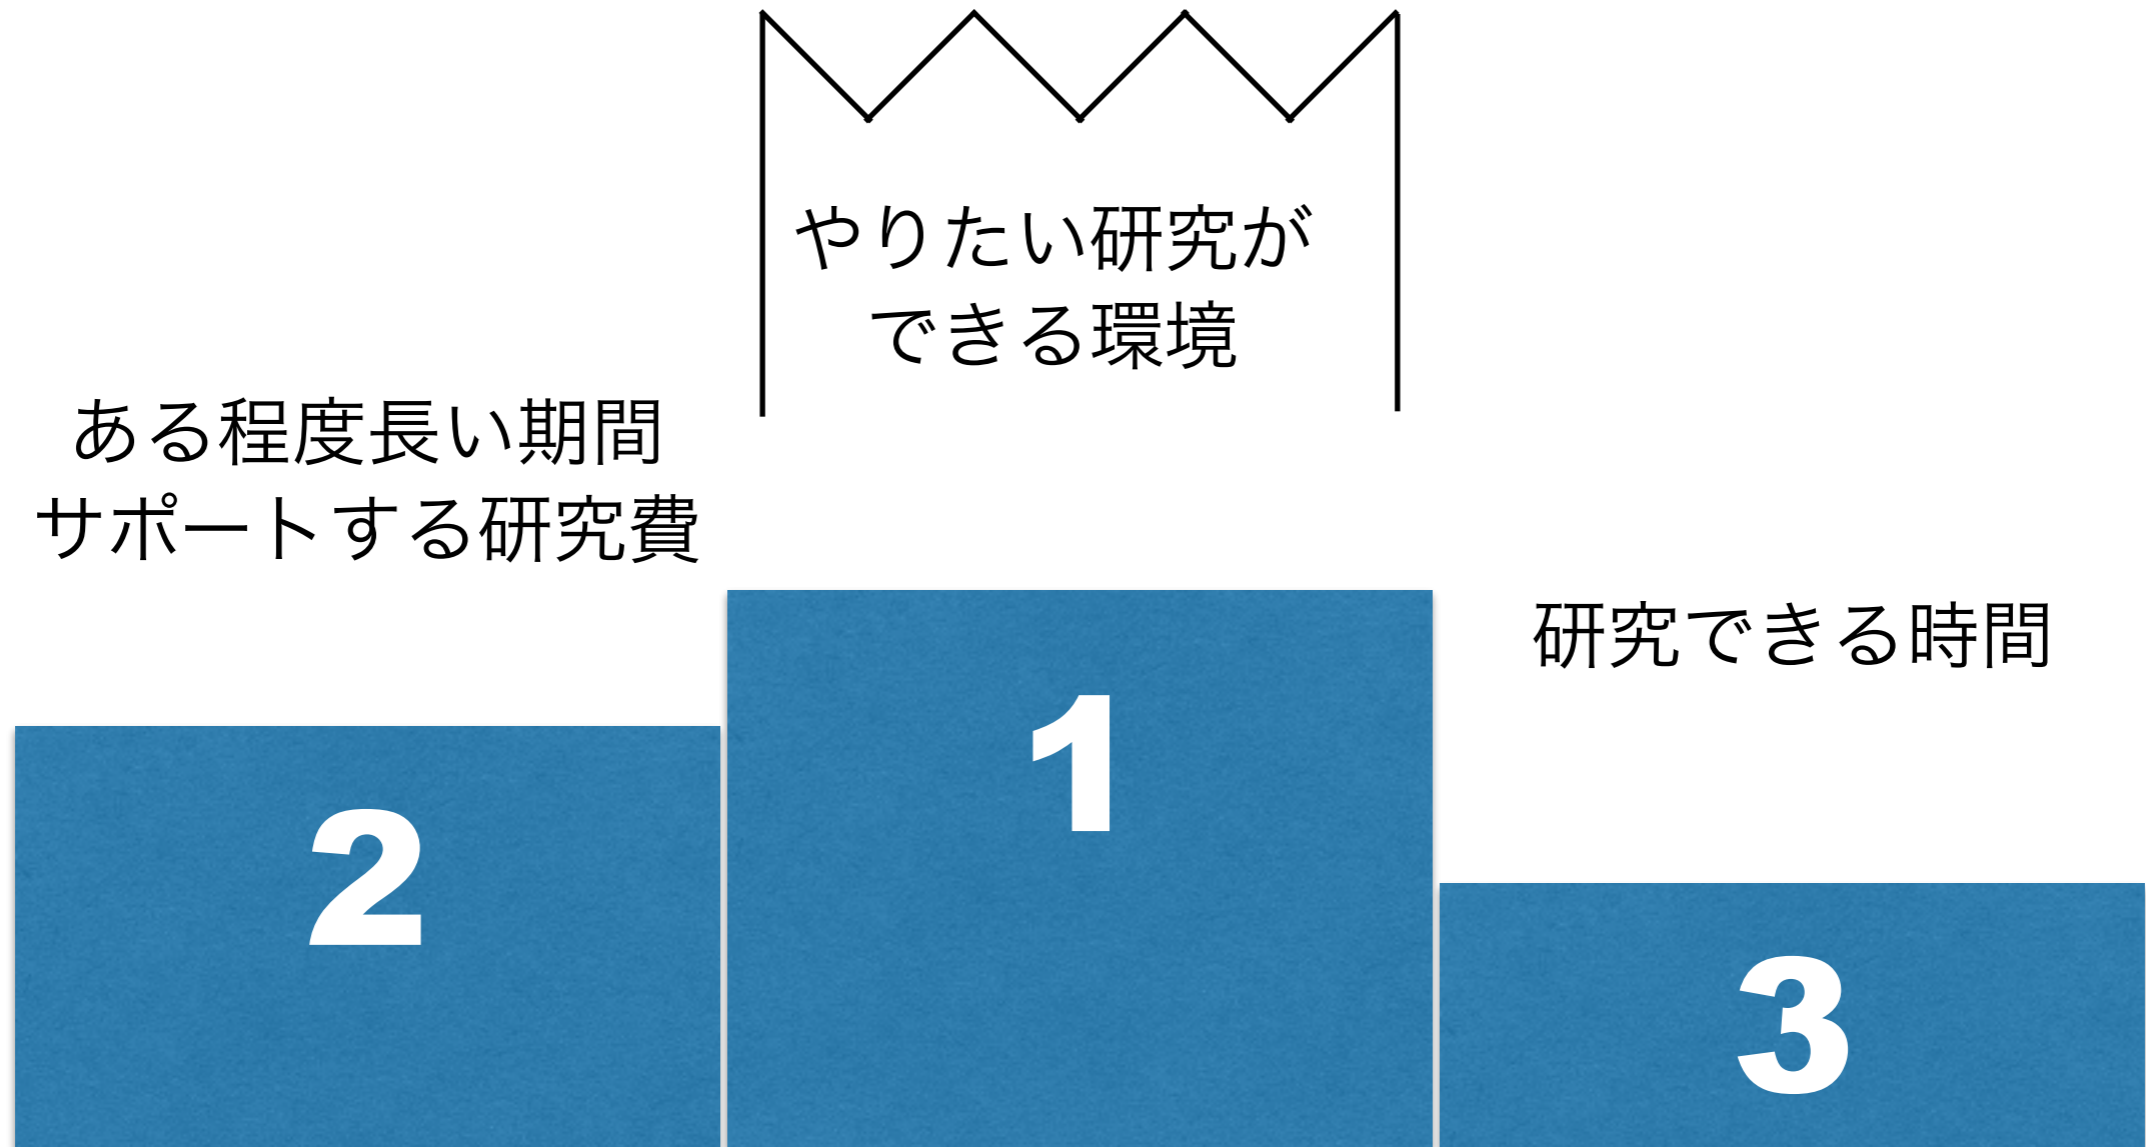 やりたい研究が
できる環境
ある程度長い期間
サポートする研究費
研究できる時間
1
2
3